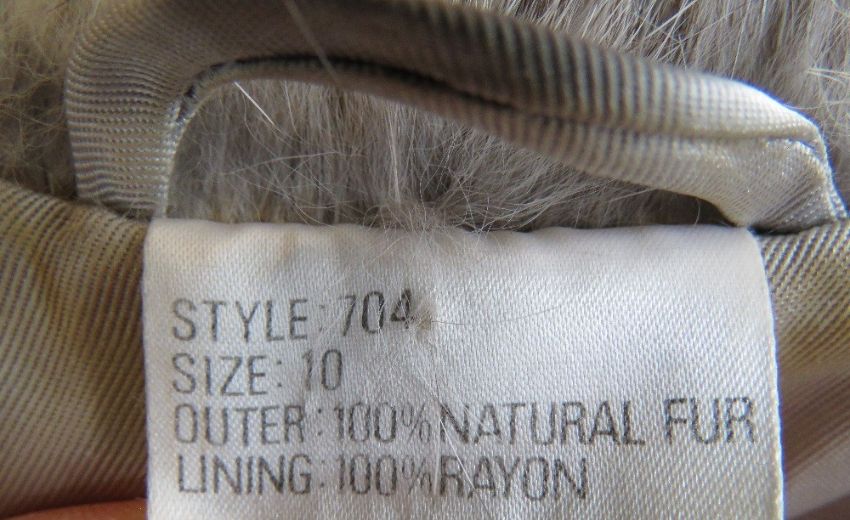 STYLE: 704
SIZE: 10
OUTER: 100% NATURAL FUR
LINING: 100% RAYON